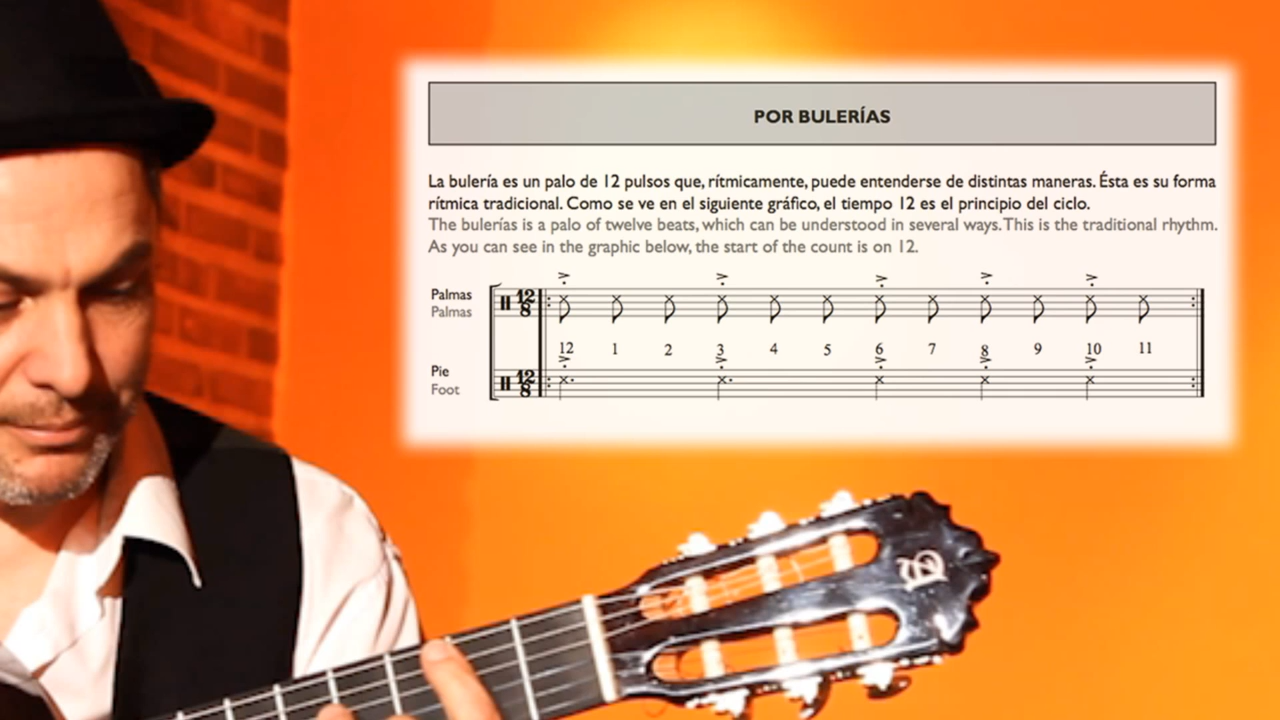 POR BULERÍAS
La bulería es un palo de 12 pulsos que, rítmicamente, puede entenderse de distintas maneras. Ésta es su forma
rítmica tradicional. Como se ve en el siguiente gráfico, el tiempo 12 es el principio del ciclo.
The bulerías is a palo of twelve beats, which can be understood in several ways. This is the traditional rhythm.
As you can see in the graphic below, the start of the count is on 12.
Palmas
Palmas
12
8
12 1 2 3 4 5 6 7 8 9 10 11
Pie
Foot
12
8